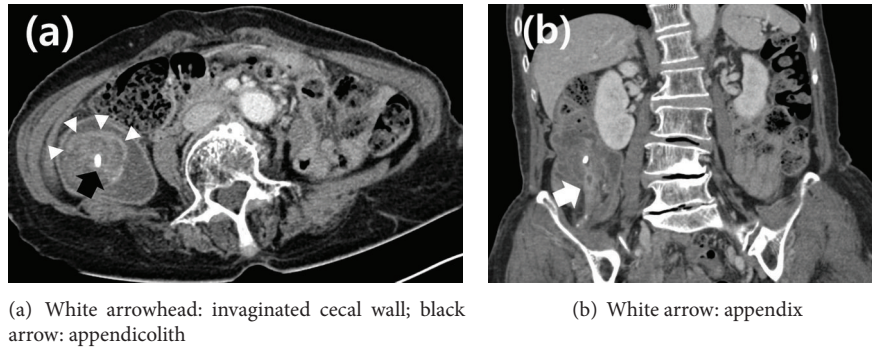 (a)
(b)
(a) White arrowhead: invaginated cecal wall; black
arrow: appendicolith
(b) White arrow: appendix